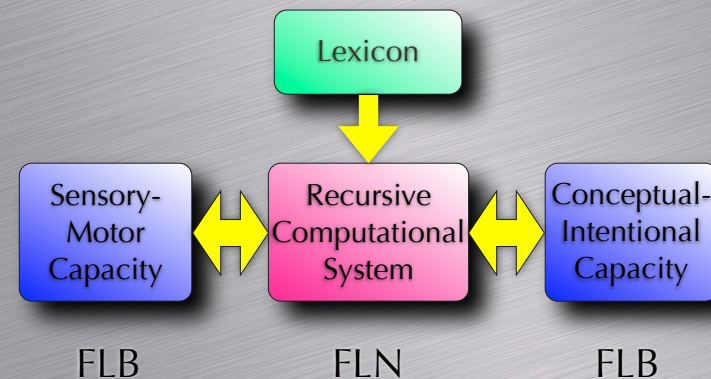 Lexicon
Sensory-
Motor
Capacity
Recursive
Computational
System
Conceptual-
Intentional
Capacity
FLB
FLN
FLB